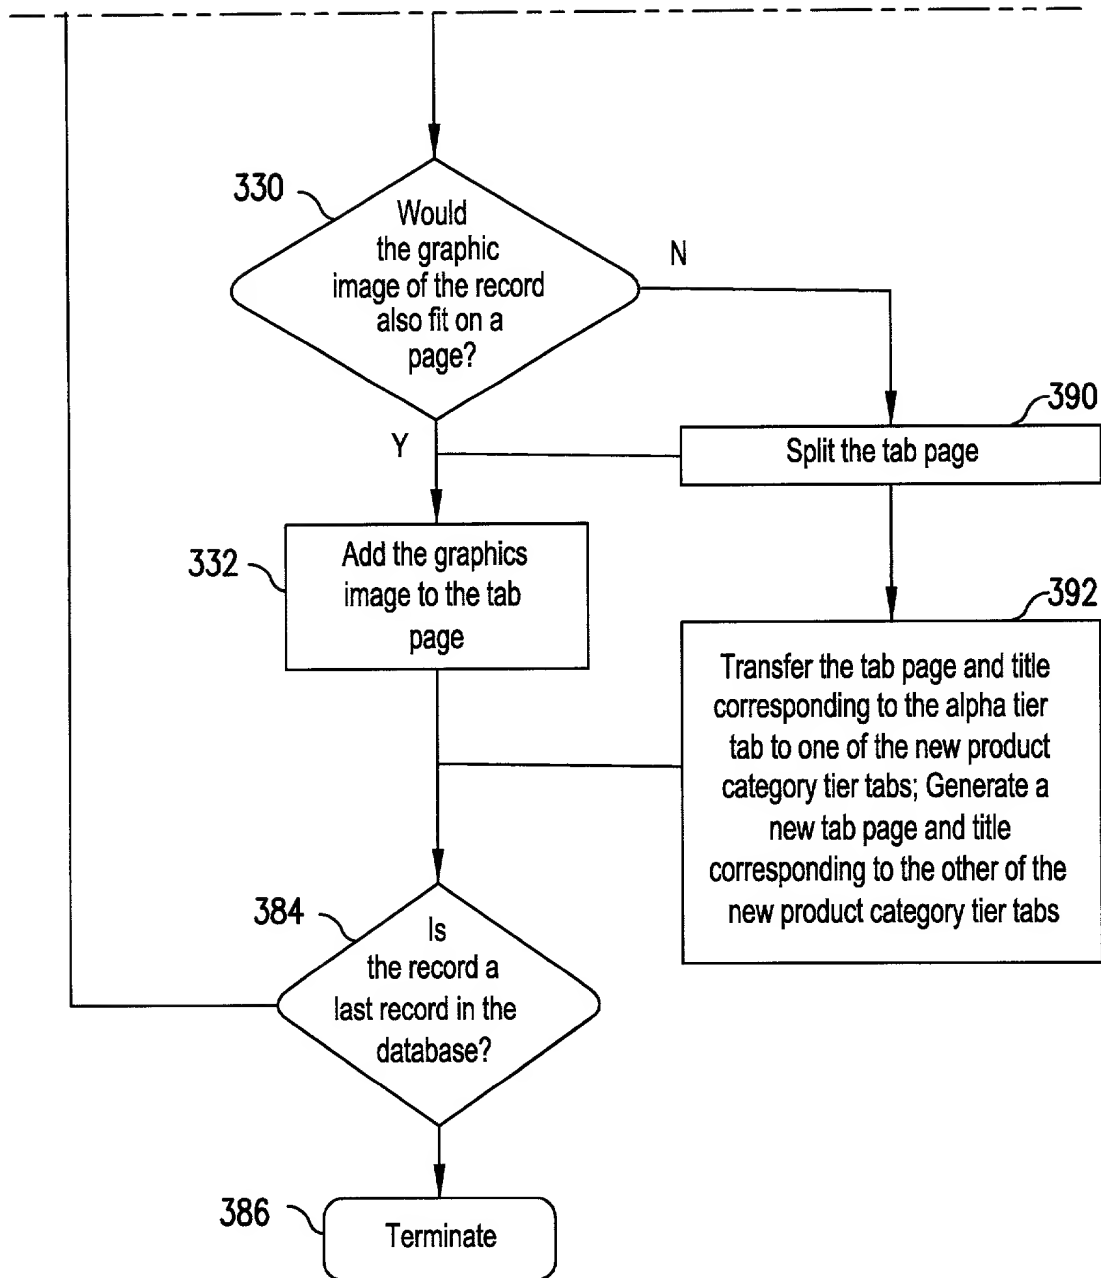 330
Would
the graphic
image of the record
also fit on a
page?
N
Y
390
Split the tab page
332
Add the graphics
image to the tab
page
392
Transfer the tab page and title
corresponding to the alpha tier
tab to one of the new product
category tier tabs; Generate a
new tab page and title
corresponding to the other of the
new product category tier tabs
384
Is
the record a
last record in the
database?
386
Terminate